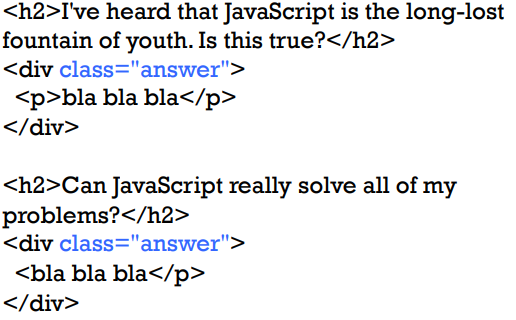 <h2>I've heard that JavaScript is the long-lost
fountain of youth. Is this true?</h2>
<div class="answer">
  <p>bla bla bla</p>
</div>

<h2>Can JavaScript really solve all of my
problems?</h2>
<div class="answer">
  <bla bla bla</p>
</div>